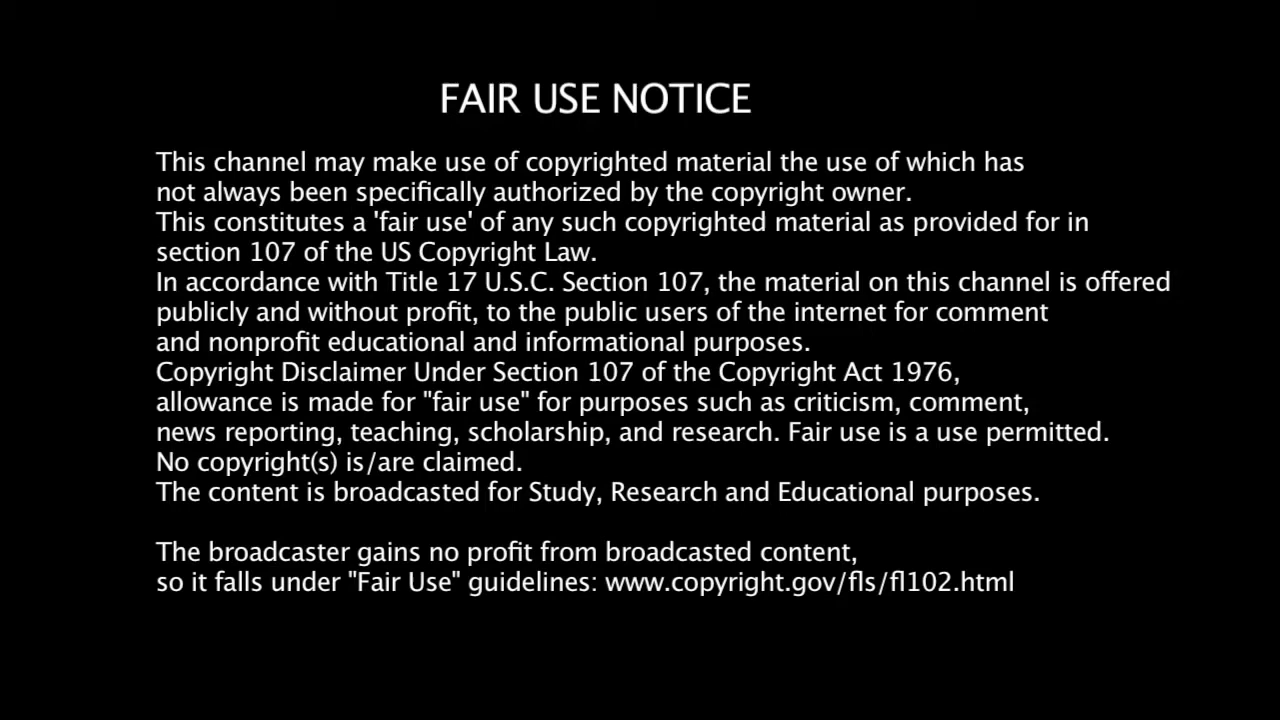 FAIR USE NOTICE
This channel may make use of copyrighted material the use of which has
not always been specifically authorized by the copyright owner.
This constitutes a 'fair use' of any such copyrighted material as provided for in
section 107 of the US Copyright Law.
In accordance with Title 17 U.S.C. Section 107, the material on this channel is offered
publicly and without profit, to the public users of the internet for comment
and nonprofit educational and informational purposes.
Copyright Disclaimer Under Section 107 of the Copyright Act 1976,
allowance is made for "fair use" for purposes such as criticism, comment,
news reporting, teaching, scholarship, and research. Fair use is a use permitted.
No copyright(s) is/are claimed.
The content is broadcasted for Study, Research and Educational purposes.
The broadcaster gains no profit from broadcasted content,
so it falls under "Fair Use" guidelines: www.copyright.gov/fls/fl102.html